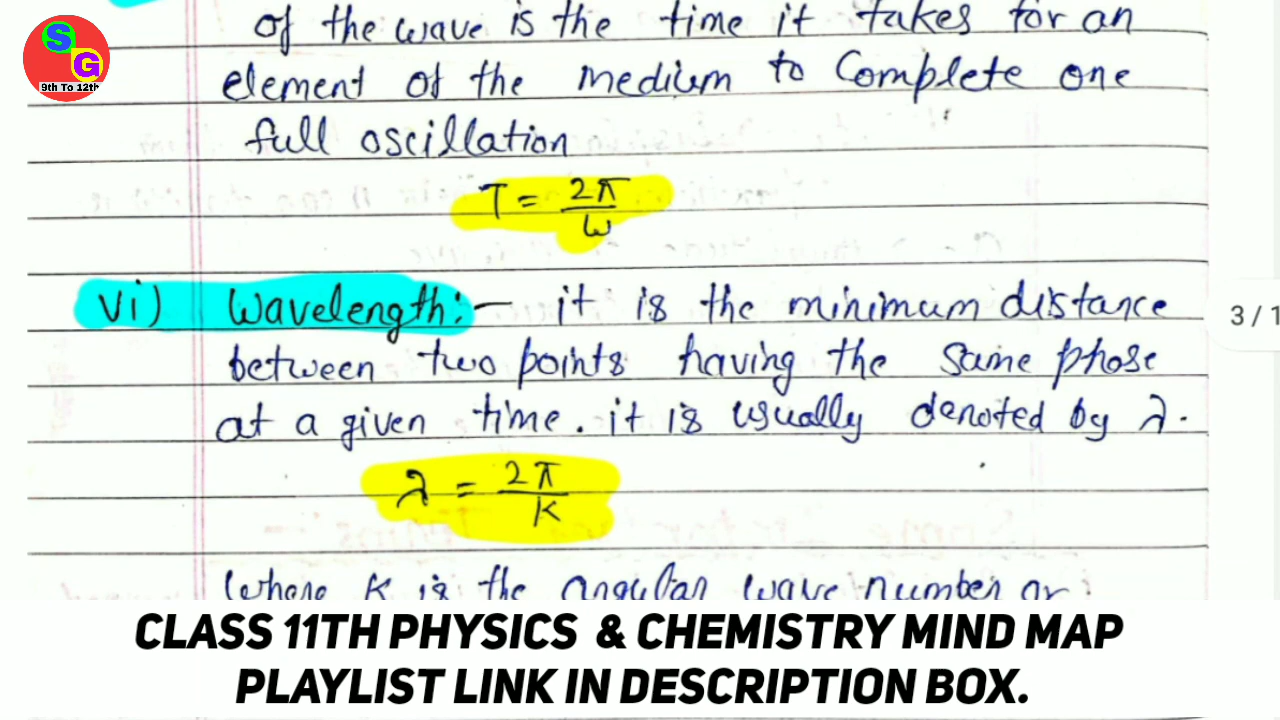 SG
9th To 12th
of the wave is the time it takes for an
element of the medium to Complete one
full oscillation
T = 2π/ω
vi) Wavelength:- it is the minimum distance
between two points having the same phase
at a given time. it is usually denoted by λ.
λ = 2π/K
3 / 1
where K is the angular wave number or
CLASS 11TH PHYSICS & CHEMISTRY MIND MAP
PLAYLIST LINK IN DESCRIPTION BOX.